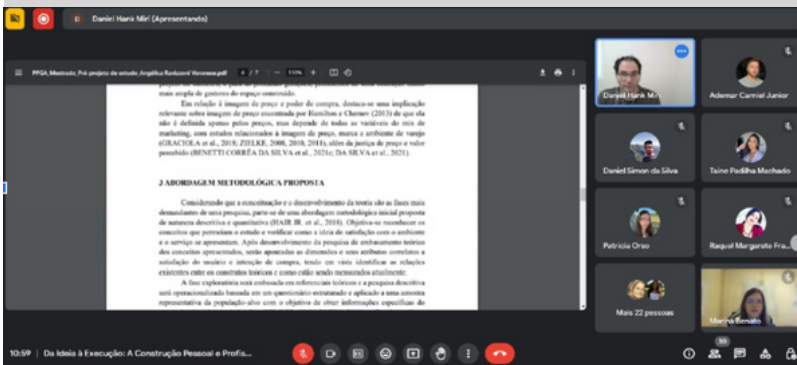 D Daniel Hank Miri (Apresentando)
PPGA_Mestrado_Pré-projeto de estudo_Angélica Ravizzoni Veronese.pdf 3 / 7 — 110% +
mais ampla de gestores do espaço construído.
Em relação à imagem de preço e poder de compra, destaca-se uma implicação
relevante sobre imagem de preço encontrada por Hamilton e Chernev (2013) de que ela
não é definida apenas pelos preços, mas depende de todas as variáveis do mix de
marketing, com estudos relacionados à imagem de preço, marca e ambiente de varejo
(GRACIOLA et al., 2018; ZIELKE, 2008, 2010, 2011), além da justiça de preço e valor
percebido (BENETTI CORRÊA DA SILVA et al., 2021c; DA SILVA et al., 2021).
3 ABORDAGEM METODOLÓGICA PROPOSTA
Considerando que a conceituação e o desenvolvimento da teoria são as fases mais
demandantes de uma pesquisa, parte-se de uma abordagem metodológica inicial proposta
de natureza descritiva e quantitativa (HAIR JR. et al., 2018). Objetiva-se reconhecer os
conceitos que permeiam o estudo e verificar como a ideia de satisfação com o ambiente
e o serviço se apresentam. Após desenvolvimento da pesquisa de embasamento teórico
dos conceitos apresentados, serão apontadas as dimensões e seus atributos correlatos a
satisfação do usuário e intenção de compra, tendo em vista identificar as relações
existentes entre os construtos teóricos e como estão sendo mensurados atualmente.
A fase exploratória será embasada em referenciais teóricos e a pesquisa descritiva
será operacionalizada baseada em um questionário estruturado e aplicado a uma amostra
representativa da população-alvo com o objetivo de obter informações específicas do
Daniel Hank Miri
Ademar Carniel Junior
Daniel Simon da Silva
Taine Padilha Machado
Patricia Orso
Raquel Margarete Fra...
Mais 22 pessoas
Marina Benato
10:59 | Da Ideia à Execução: A Construção Pessoal e Profis...
30